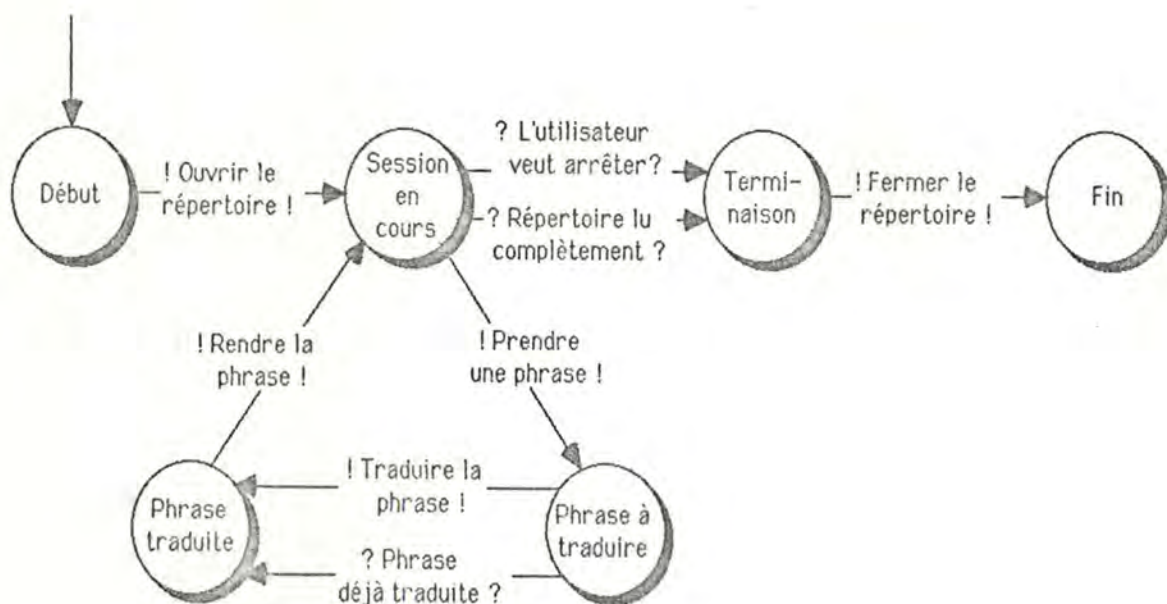 Début
! Ouvrir le
répertoire !
Session
en
cours
? L'utilisateur
veut arrêter?
? Répertoire lu
complètement ?
Termi-
naison
! Fermer le
répertoire !
Fin
! Rendre la
phrase !
! Prendre
une phrase !
Phrase
traduite
! Traduire la
phrase !
? Phrase
déjà traduite ?
Phrase à
traduire